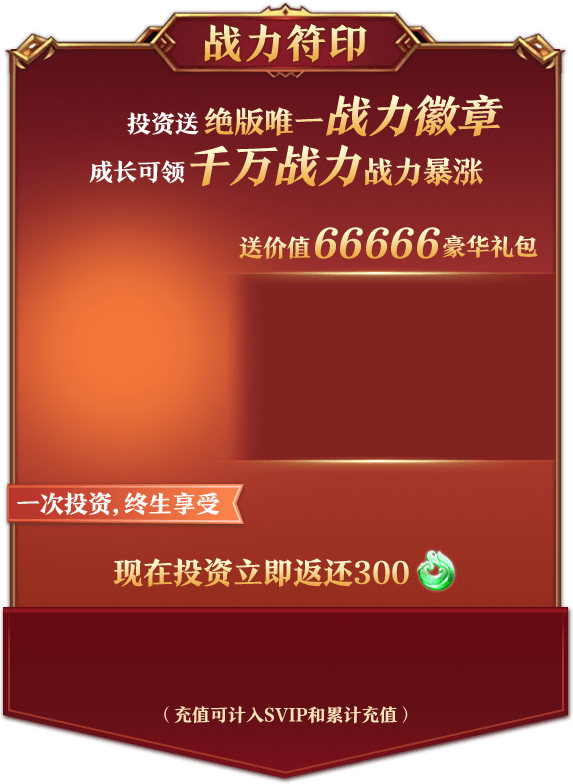 战力符印
投资送 绝版唯一战力徽章
成长可领 千万战力 战力暴涨
送价值66666豪华礼包
一次投资,终生享受
现在投资立即返还300
(充值可计入SVIP和累计充值)